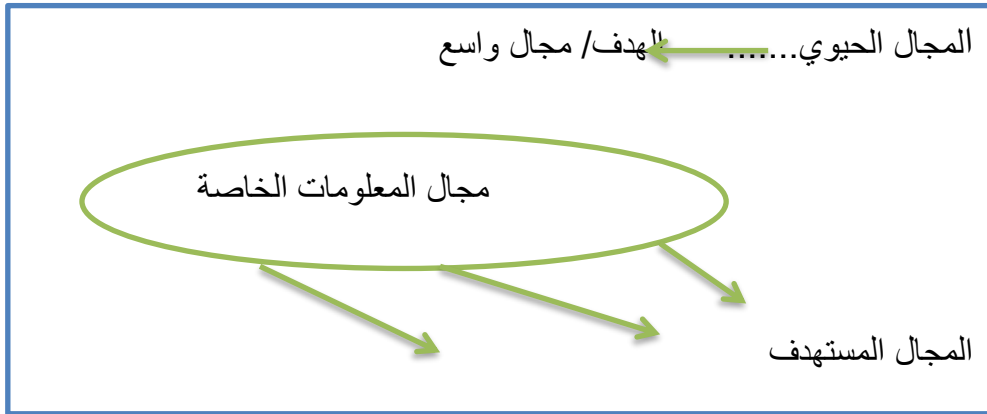 المجال الحيوي....... الهدف/ مجال واسع
مجال المعلومات الخاصة
المجال المستهدف